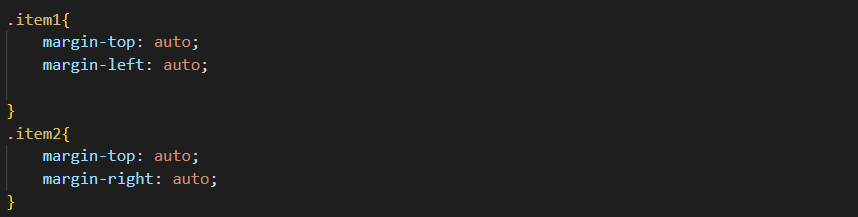 .item1{
    margin-top: auto;
    margin-left: auto;
}
.item2{
    margin-top: auto;
    margin-right: auto;
}